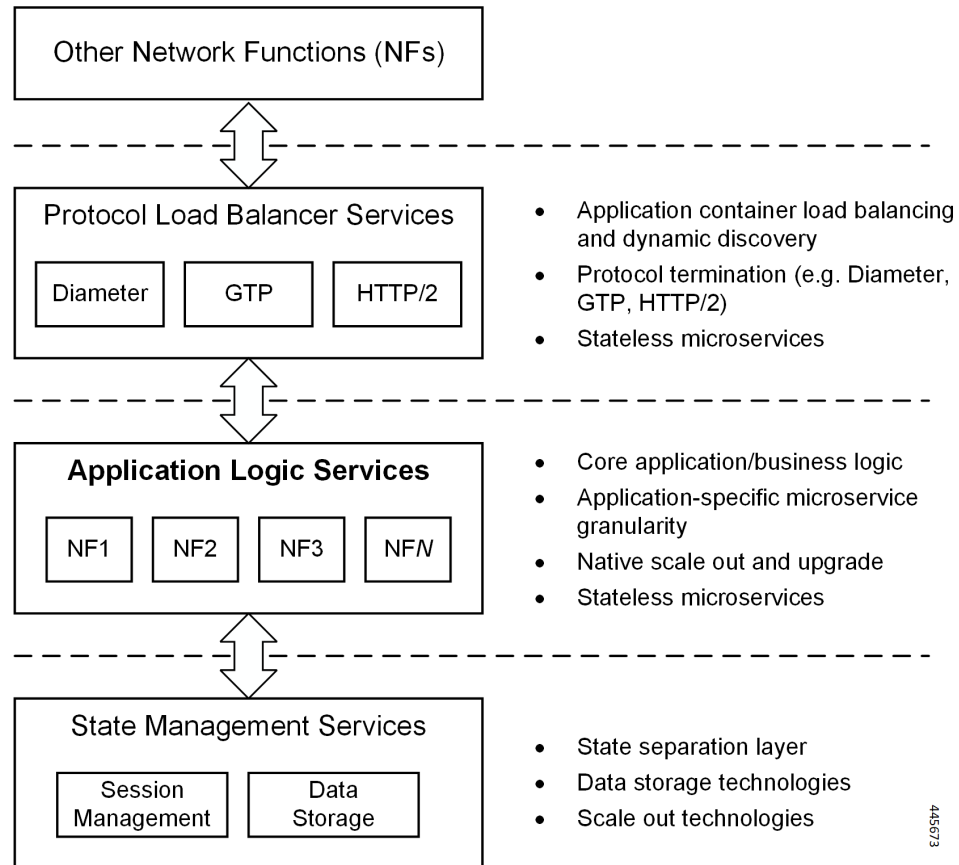 Other Network Functions (NFs)
Protocol Load Balancer Services
Diameter
GTP
HTTP/2
• Application container load balancing
and dynamic discovery
• Protocol termination (e.g. Diameter,
GTP, HTTP/2)
• Stateless microservices
Application Logic Services
NF1
NF2
NF3
NFN
• Core application/business logic
• Application-specific microservice
granularity
• Native scale out and upgrade
• Stateless microservices
State Management Services
Session
Management
Data
Storage
• State separation layer
• Data storage technologies
• Scale out technologies
445673